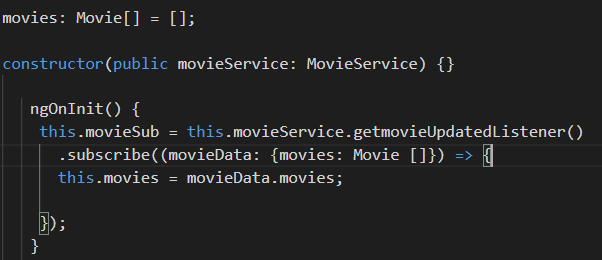 movies: Movie[] = [];
constructor(public movieService: MovieService) {}
ngOnInit() {
this.movieSub = this.movieService.getmovieUpdatedListener()
.subscribe((movieData: {movies: Movie []}) => {
this.movies = movieData.movies;
});
}